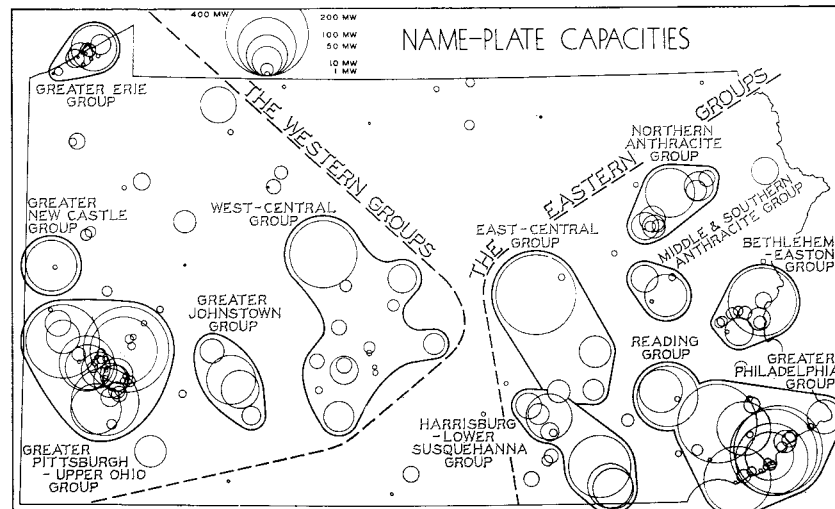 400 MW
200 MW
100 MW
50 MW
10 MW
1 MW
NAME-PLATE CAPACITIES
GREATER ERIE
GROUP
THE WESTERN GROUPS
THE EASTERN GROUPS
NORTHERN
ANTHRACITE
GROUP
GREATER
NEW CASTLE
GROUP
WEST-CENTRAL
GROUP
EAST-CENTRAL
GROUP
MIDDLE & SOUTHERN
ANTHRACITE GROUP
BETHLEHEM
-EASTON
GROUP
GREATER
JOHNSTOWN
GROUP
READING
GROUP
GREATER
PHILADELPHIA
GROUP
HARRISBURG
-LOWER
SUSQUEHANNA
GROUP
GREATER
PITTSBURGH
-UPPER OHIO
GROUP